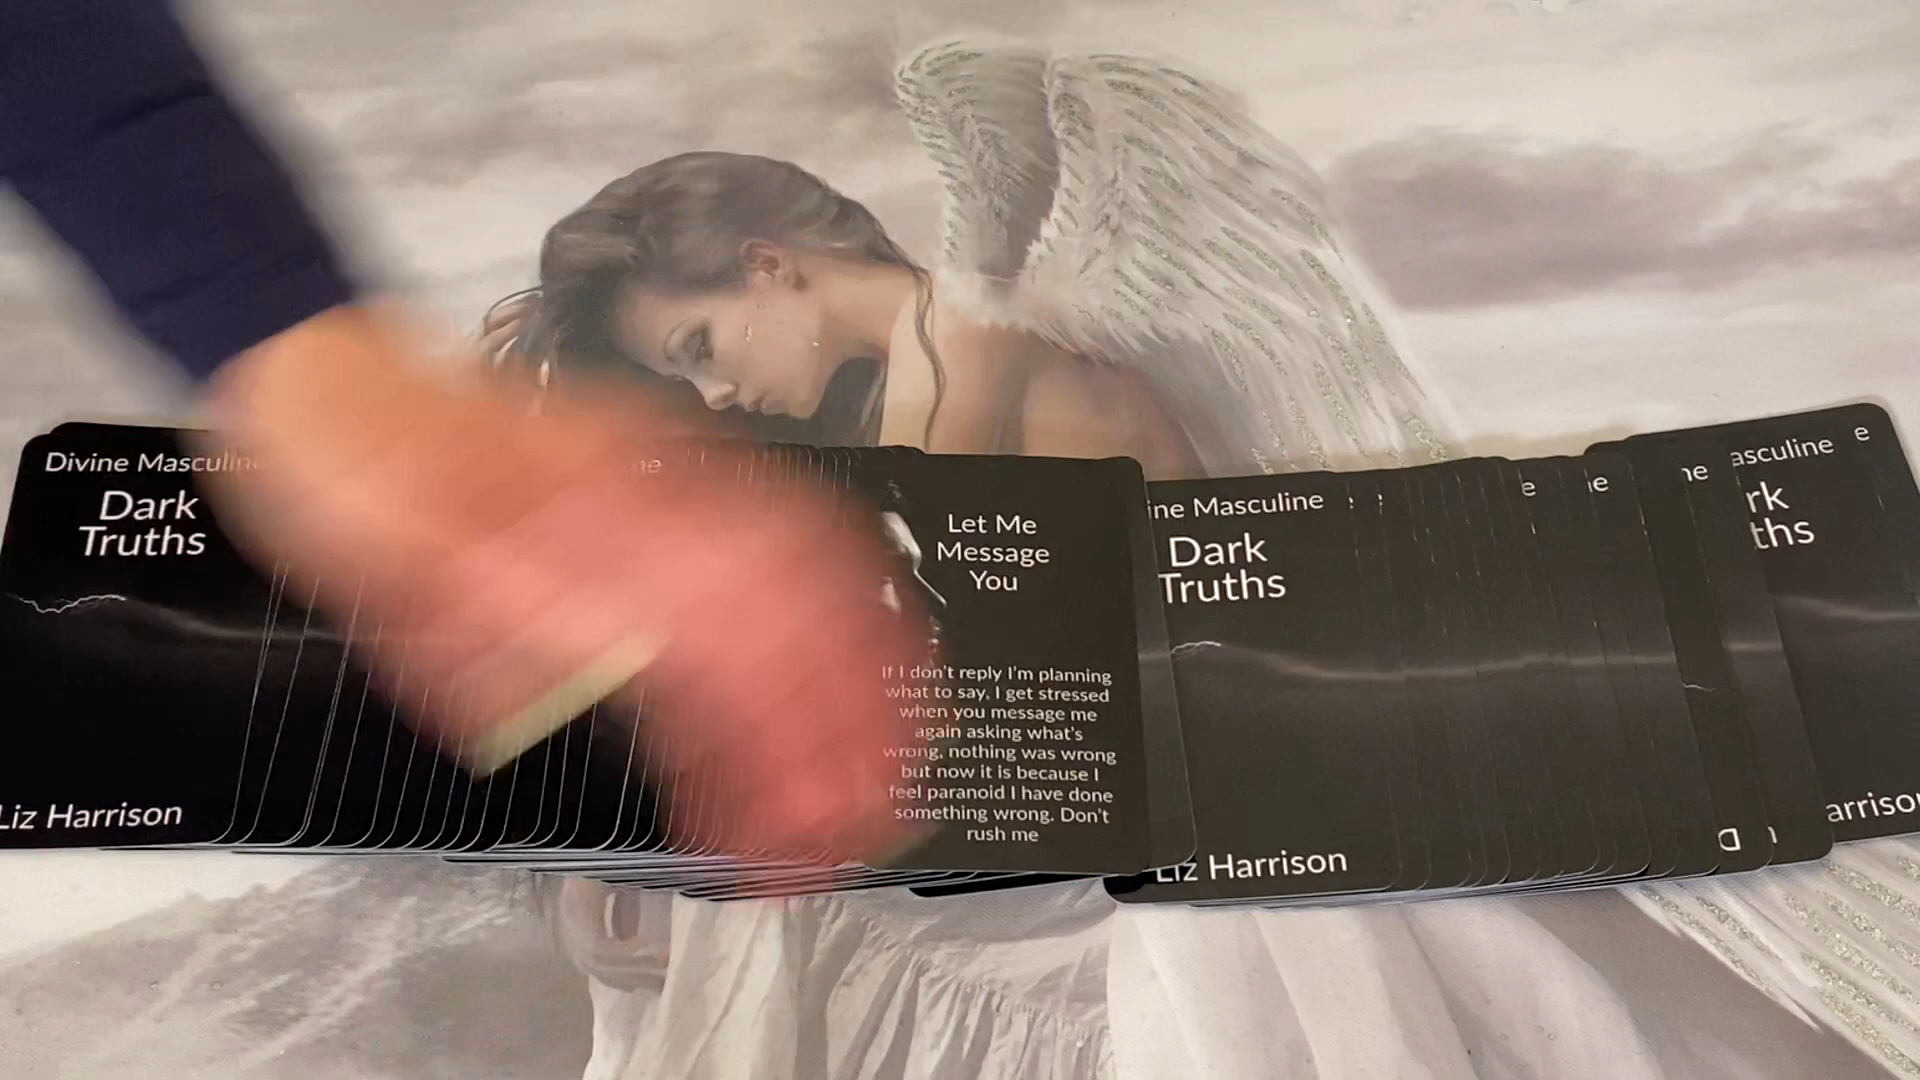 Divine Masculine
Dark
Truths
Liz Harrison
Let Me
Message
You
If I don't reply I'm planning
what to say, I get stressed
when you message me
again asking what's
wrong, nothing was wrong
but now it is because I
feel paranoid I have done
something wrong. Don't
rush me
ine Masculine
Dark
Truths
Liz Harrison
e
ne
ne
asculine
rk
ths
arrison
e